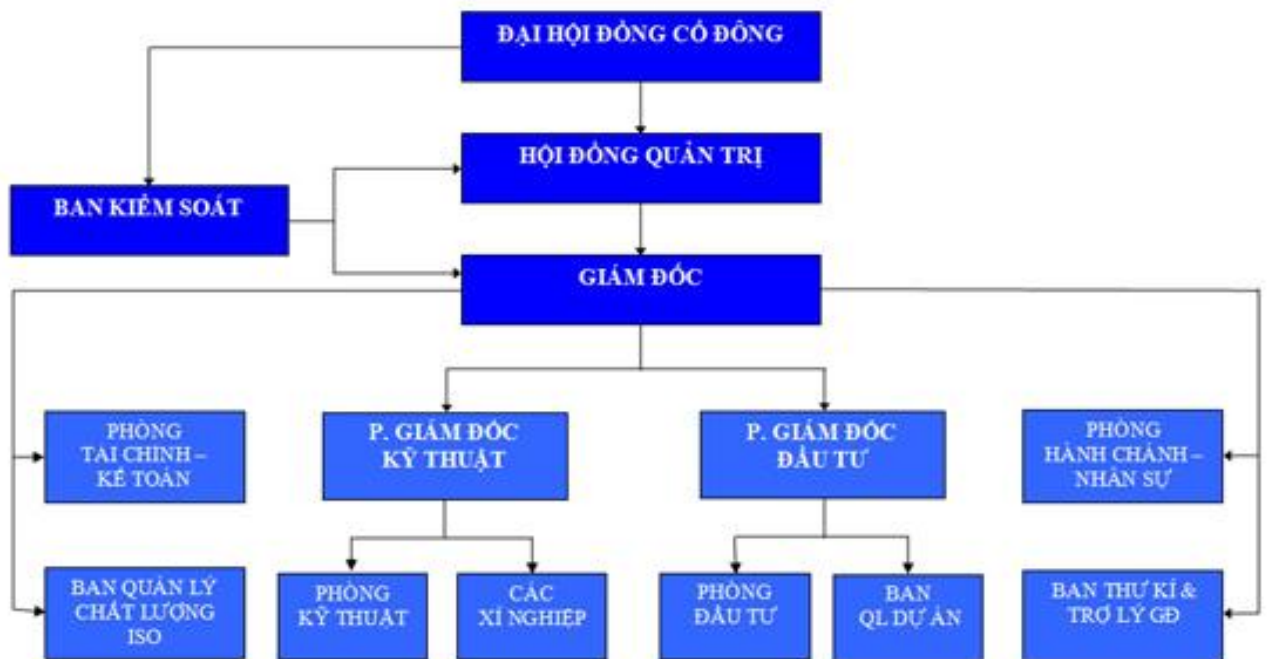 ĐẠI HỘI ĐỒNG CỔ ĐÔNG
HỘI ĐỒNG QUẢN TRỊ
BAN KIỂM SOÁT
GIÁM ĐỐC
PHÒNG
TÀI CHÍNH –
KẾ TOÁN
P. GIÁM ĐỐC
KỸ THUẬT
P. GIÁM ĐỐC
ĐẦU TƯ
PHÒNG
HÀNH CHÁNH –
NHÂN SỰ
BAN QUẢN LÝ
CHẤT LƯỢNG
ISO
PHÒNG
KỸ THUẬT
CÁC
XÍ NGHIỆP
PHÒNG
ĐẦU TƯ
BAN
QL DỰ ÁN
BAN THƯ KÍ &
TRỢ LÝ GĐ